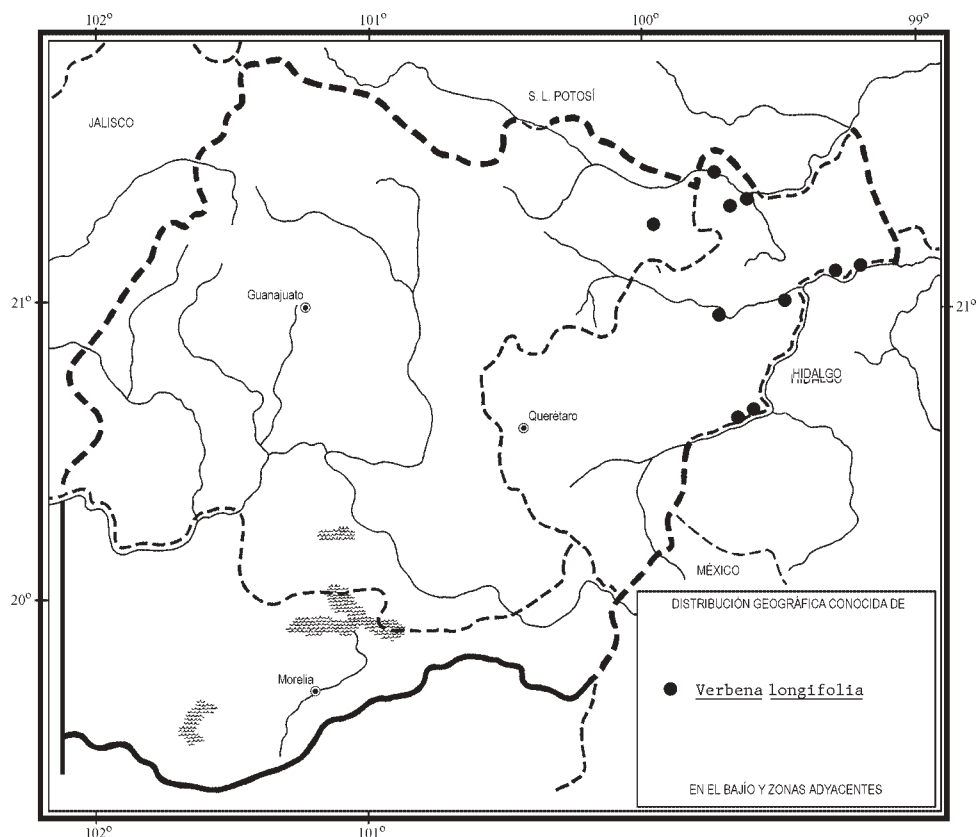 102° 101° 100° 99°
S. L. POTOSÍ
JALISCO
Guanajuato
21° 21°
HIDALGO
Querétaro
MÉXICO
20°
DISTRIBUCIÓN GEOGRÁFICA CONOCIDA DE
Morelia
Verbena longifolia
EN EL BAJÍO Y ZONAS ADYACENTES
102° 101°